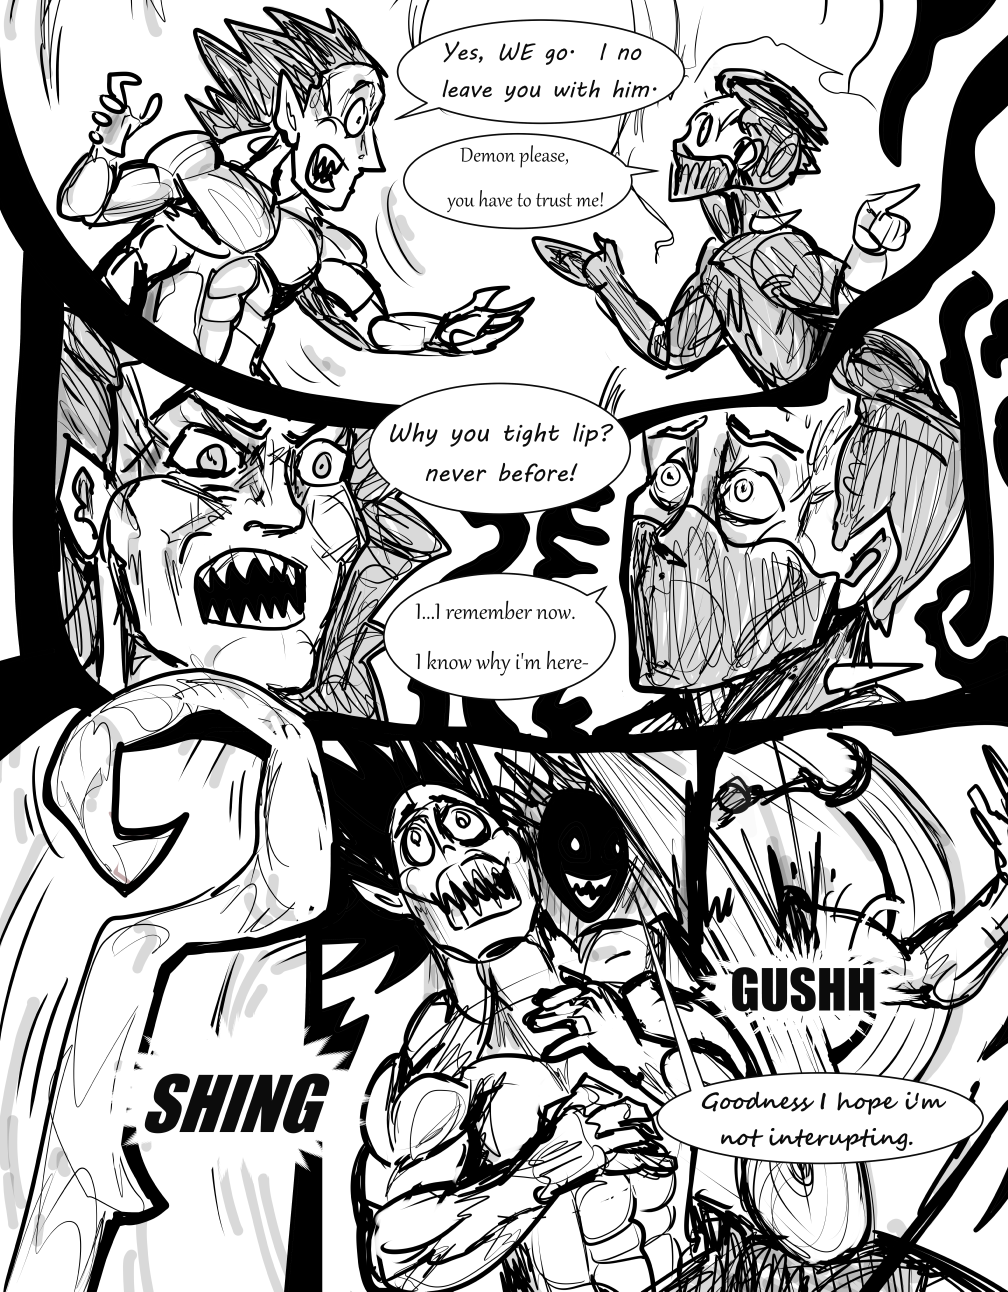 Yes, WE go. I no
leave you with him.
Demon please,
you have to trust me!
Why you tight lip?
never before!
I...I remember now.
I know why i'm here-
SHING
GUSHH
Goodness I hope i'm
not interupting.